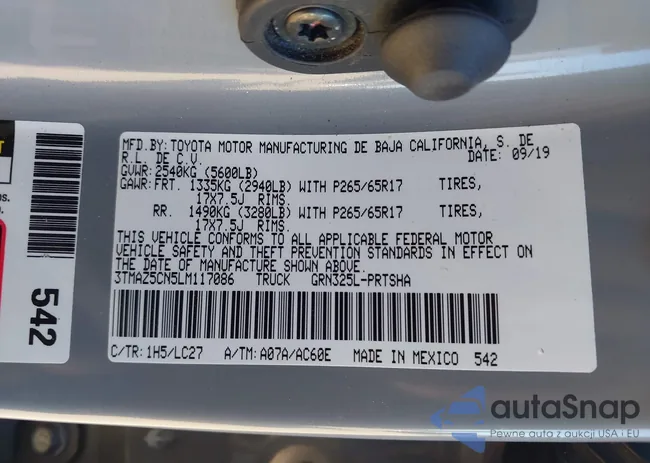 MFD.BY: TOYOTA MOTOR MANUFACTURING DE BAJA CALIFORNIA, S. DE
R.L. DE C.V.
DATE: 09/19
GVWR:2540KG (5600LB)
GAWR:FRT. 1335KG (2940LB) WITH P265/65R17 TIRES,
17X7.5J RIMS.
RR. 1490KG (3280LB) WITH P265/65R17 TIRES,
17X7.5J RIMS.
THIS VEHICLE CONFORMS TO ALL APPLICABLE FEDERAL MOTOR
VEHICLE SAFETY AND THEFT PREVENTION STANDARDS IN EFFECT ON
THE DATE OF MANUFACTURE SHOWN ABOVE.
3TMAZ5CN5LM117086 TRUCK GRN325L-PRTSHA
C/TR: 1H5/LC27 A/TM: A07A/AC60E MADE IN MEXICO 542
542
autaSnap
Pewne auta z aukcji USA i EU